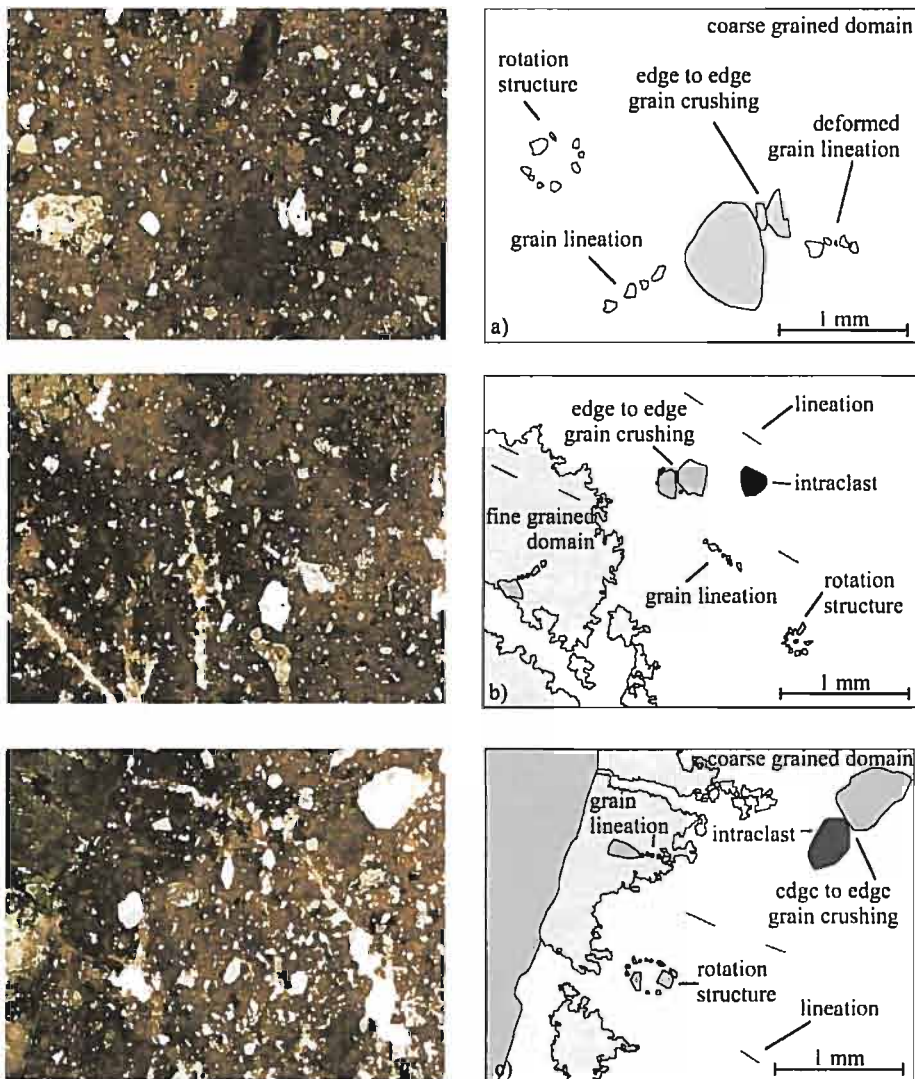 coarse grained domain
rotation
structure
edge to edge
grain crushing
deformed
grain lineation
grain lineation
a)
1 mm
edge to edge
grain crushing
lineation
intraclast
fine grained
domain
grain lineation
rotation
structure
b)
1 mm
coarse grained domain
grain
lineation
intraclast
edge to edge
grain crushing
rotation
structure
lineation
c)
1 mm